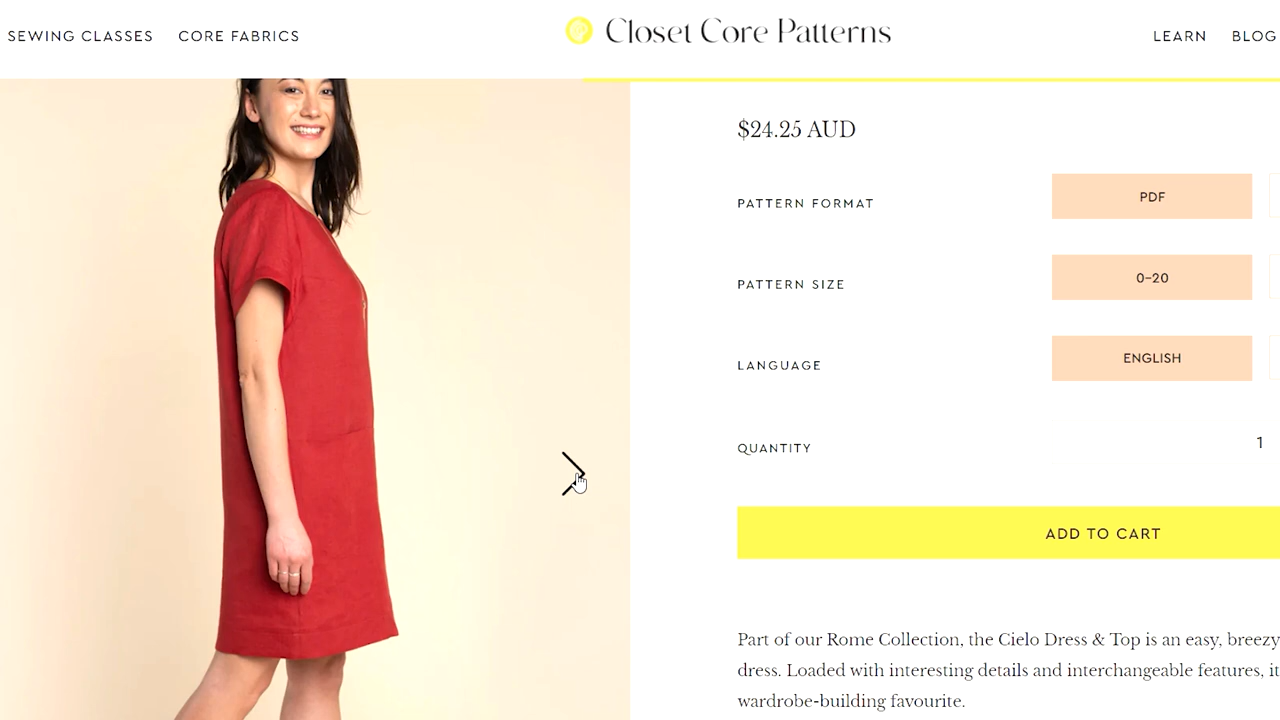 SEWING CLASSES CORE FABRICS Closet Core Patterns LEARN BLOG
$24.25 AUD
PATTERN FORMAT PDF
PATTERN SIZE 0-20
LANGUAGE ENGLISH
QUANTITY 1
ADD TO CART
Part of our Rome Collection, the Cielo Dress & Top is an easy, breezy
dress. Loaded with interesting details and interchangeable features, it
wardrobe-building favourite.